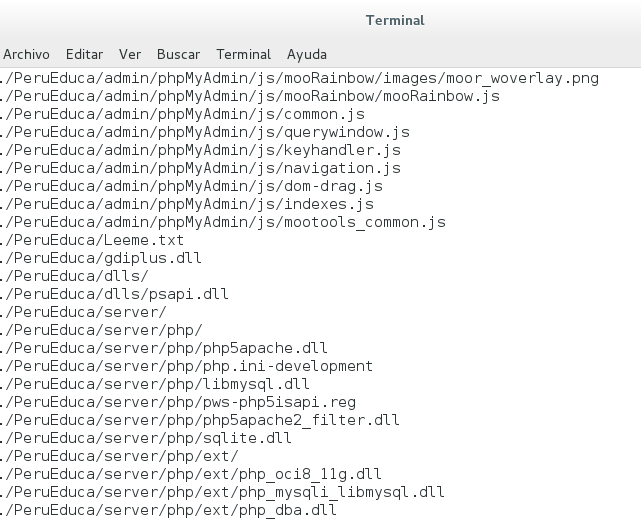 Terminal
Archivo Editar Ver Buscar Terminal Ayuda
./PeruEduca/admin/phpMyAdmin/js/mooRainbow/images/moor_woverlay.png
./PeruEduca/admin/phpMyAdmin/js/mooRainbow/mooRainbow.js
./PeruEduca/admin/phpMyAdmin/js/common.js
./PeruEduca/admin/phpMyAdmin/js/querywindow.js
./PeruEduca/admin/phpMyAdmin/js/keyhandler.js
./PeruEduca/admin/phpMyAdmin/js/navigation.js
./PeruEduca/admin/phpMyAdmin/js/dom-drag.js
./PeruEduca/admin/phpMyAdmin/js/indexes.js
./PeruEduca/admin/phpMyAdmin/js/mootools_common.js
./PeruEduca/Leeme.txt
./PeruEduca/gdiplus.dll
./PeruEduca/dlls/
./PeruEduca/dlls/psapi.dll
./PeruEduca/server/
./PeruEduca/server/php/
./PeruEduca/server/php/php5apache.dll
./PeruEduca/server/php/php.ini-development
./PeruEduca/server/php/libmysql.dll
./PeruEduca/server/php/pws-php5isapi.reg
./PeruEduca/server/php/php5apache2_filter.dll
./PeruEduca/server/php/sqlite.dll
./PeruEduca/server/php/ext/
./PeruEduca/server/php/ext/php_oci8_11g.dll
./PeruEduca/server/php/ext/php_mysqli_libmysql.dll
./PeruEduca/server/php/ext/php_dba.dll